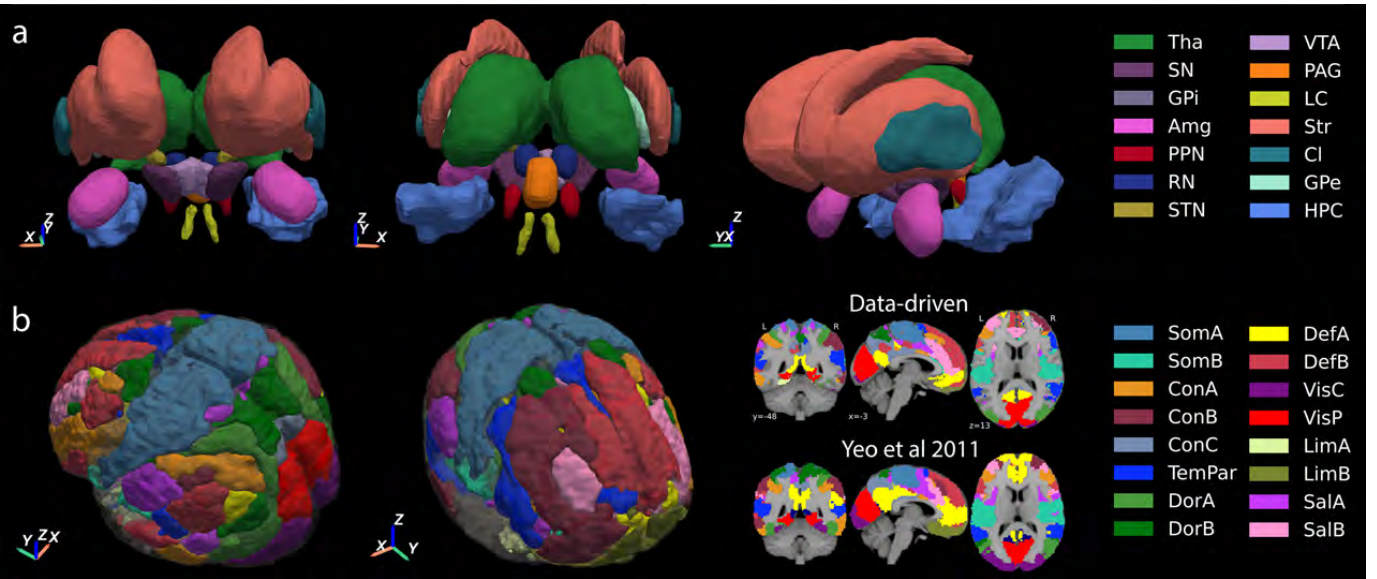 a
Tha
SN
GPi
Amg
PPN
RN
STN
VTA
PAG
LC
Str
Cl
GPe
HPC
Z
Y
X
Z
Y
X
Z
YX
b
Data-driven
L R
L R
y=-48
x=-3
z=13
Yeo et al 2011
SomA
SomB
ConA
ConB
ConC
TemPar
DorA
DorB
DefA
DefB
VisC
VisP
LimA
LimB
SalA
SalB
Y Z X
Z
X Y